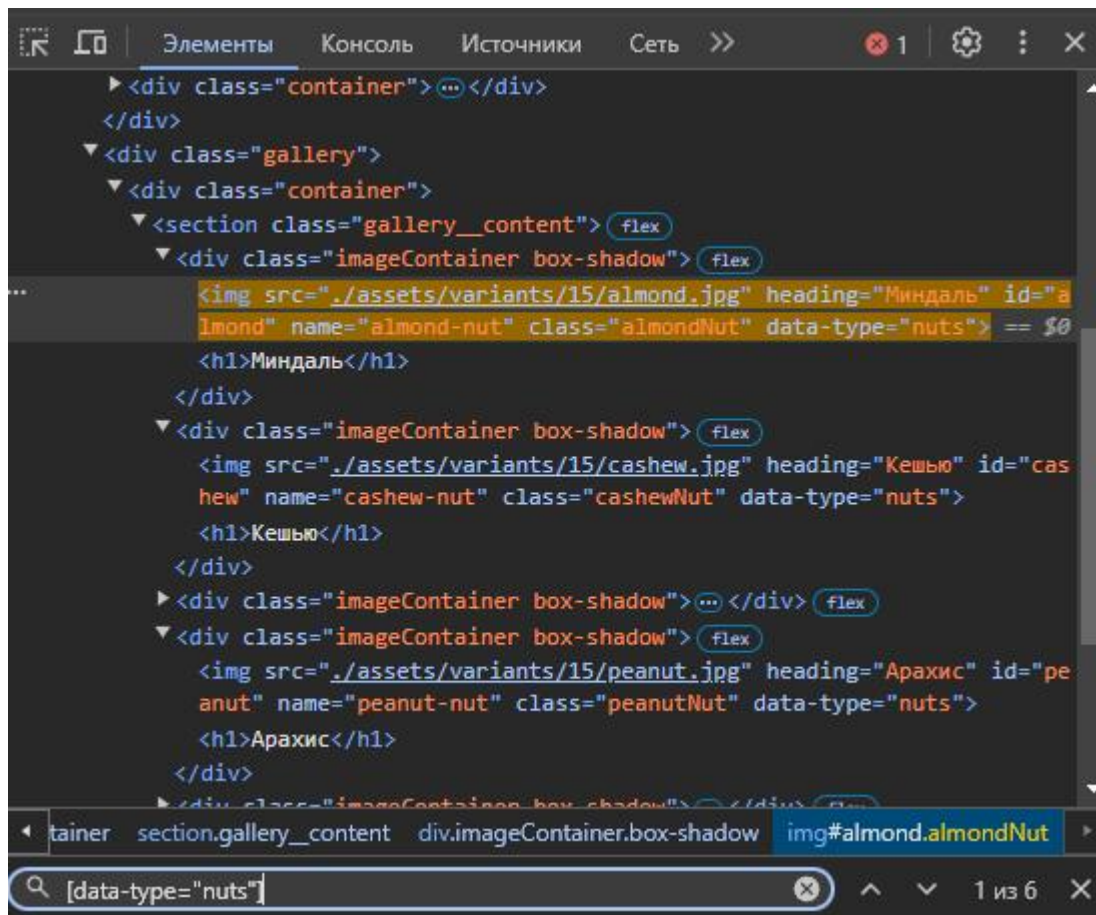 Элементы Консоль Источники Сеть 1
<div class="container"> </div>
</div>
<div class="gallery">
<div class="container">
<section class="gallery__content"> flex
<div class="imageContainer box-shadow"> flex
<img src="./assets/variants/15/almond.jpg" heading="Миндаль" id="a
lmond" name="almond-nut" class="almondNut" data-type="nuts"> == $0
<h1>Миндаль</h1>
</div>
<div class="imageContainer box-shadow"> flex
<img src="./assets/variants/15/cashew.jpg" heading="Кешью" id="cas
hew" name="cashew-nut" class="cashewNut" data-type="nuts">
<h1>Кешью</h1>
</div>
<div class="imageContainer box-shadow"> </div> flex
<div class="imageContainer box-shadow"> flex
<img src="./assets/variants/15/peanut.jpg" heading="Арахис" id="pe
anut" name="peanut-nut" class="peanutNut" data-type="nuts">
<h1>Арахис</h1>
</div>
<div class="imageContainer box-shadow"> </div> flex
tainer section.gallery__content div.imageContainer.box-shadow img#almond.almondNut
[data-type="nuts"] 1 из 6